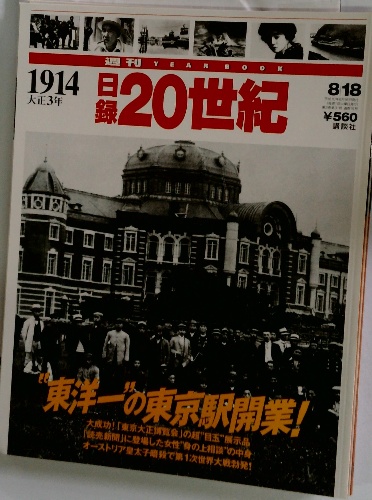 週刊 YEAR BOOK
1914
大正3年
日録20世紀
8・18
¥560
講談社
"東洋一"の東京駅開業!
大成功!「東京大正博覧会」の超"目玉"展示品
「読売新聞」に登場した女性"身の上相談"の中身
オーストリア皇太子暗殺で第1次世界大戦勃発!